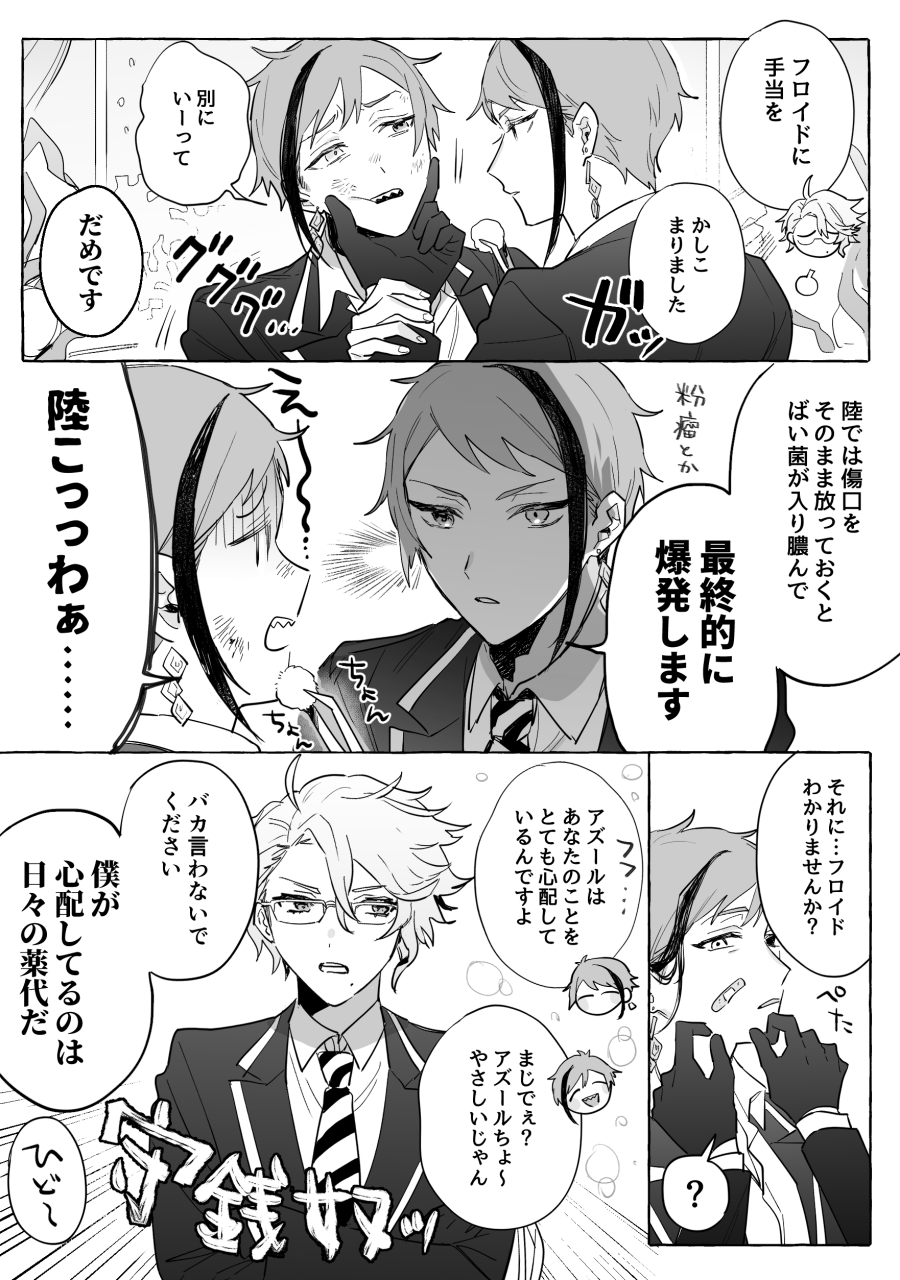 フロイドに
手当を
かしこ
まりました
別に
いーって
ガッ
ググググ…
だめです
陸では傷口を
そのまま放っておくと
ばい菌が入り膿んで
粉瘤とか
最終的に
爆発します
え〜〜…
ちょん
ちょん
陸こっっわぁ……
それに…フロイド
わかりませんか?
ペた
?
フフ…
アズールは
あなたのことを
とても心配して
いるんですよ
まじでぇ?
アズールちょ〜
やさしいじゃん
バカ言わないで
ください
僕が
心配してるのは
日々の薬代だ
守銭奴ッ
ひど〜